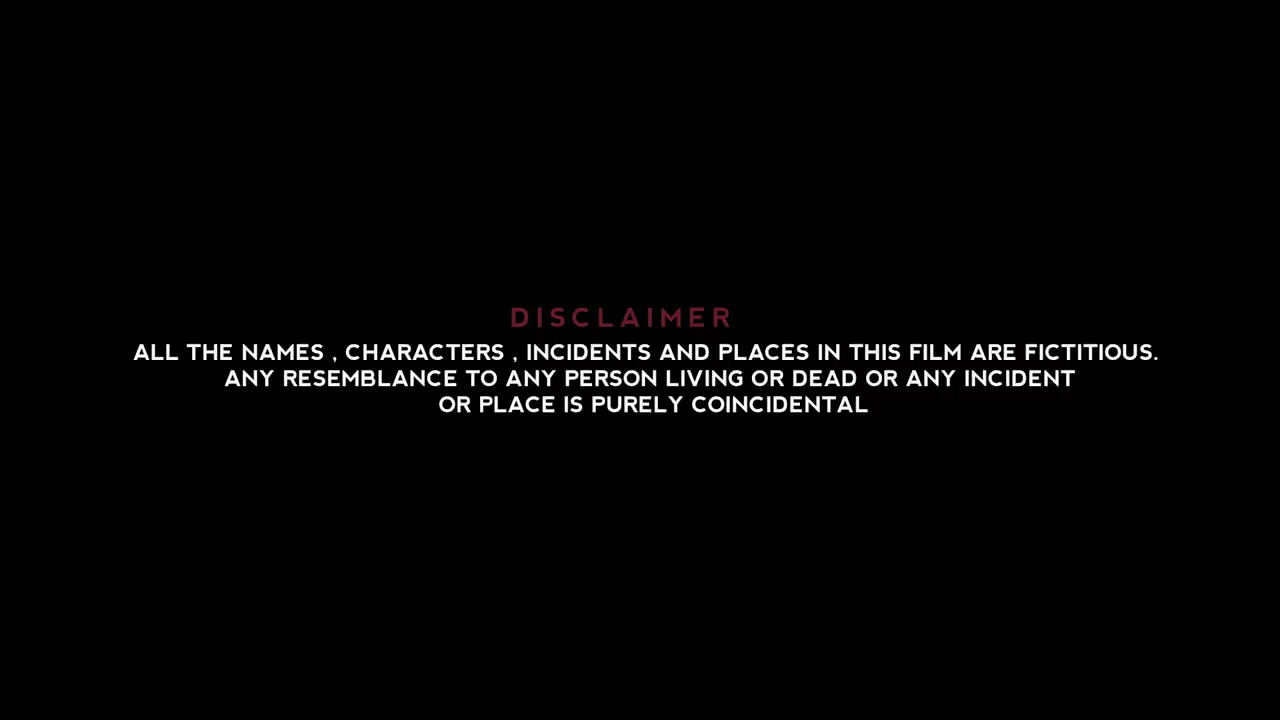 DISCLAIMER
ALL THE NAMES , CHARACTERS , INCIDENTS AND PLACES IN THIS FILM ARE FICTITIOUS.
ANY RESEMBLANCE TO ANY PERSON LIVING OR DEAD OR ANY INCIDENT
OR PLACE IS PURELY COINCIDENTAL